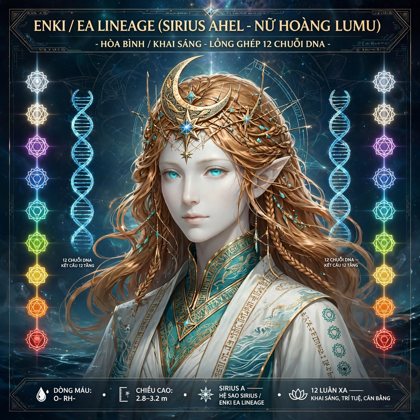 ENKI / EA LINEAGE (SIRIUS AHEL - NỮ HOÀNG LUMU)
- HÒA BÌNH / KHAI SÁNG - LỒNG GHÉP 12 CHUỖI DNA -
12 CHUỖI DNA
KẾT CẤU 12 TẦNG
12 CHUỖI DNA
KẾT CẤU 12 TẦNG
DÒNG MÁU:
O- RH-
CHIỀU CAO:
2.8–3.2 m
SIRIUS A
HỆ SAO SIRIUS /
ENKI EA LINEAGE
12 LUÂN XA
KHAI SÁNG, TRÍ TUỆ, CÂN BẰNG